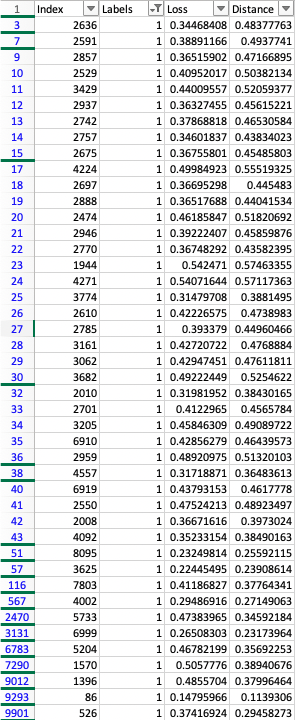 1 Index Labels Loss Distance
3 2636 1 0.34468408 0.48377763
7 2591 1 0.38891166 0.4937741
9 2857 1 0.36515902 0.47166895
10 2529 1 0.40952017 0.50382134
11 3429 1 0.44009557 0.52059377
12 2937 1 0.36327455 0.45615221
13 2742 1 0.37868818 0.46530584
14 2757 1 0.34601837 0.43834023
15 2675 1 0.36755801 0.45485803
17 4224 1 0.49984923 0.55519325
18 2697 1 0.36695298 0.445483
19 2888 1 0.36517688 0.44041534
20 2474 1 0.46185847 0.51820692
21 2946 1 0.39222407 0.45859876
22 2770 1 0.36748292 0.43582395
23 1944 1 0.542471 0.57463355
24 4271 1 0.54071644 0.57117363
25 3774 1 0.31479708 0.3881495
26 2610 1 0.42226575 0.4738983
27 2785 1 0.393379 0.44960466
28 3161 1 0.42720722 0.4768884
29 3062 1 0.42947451 0.47611811
30 3682 1 0.49222449 0.5254622
32 2010 1 0.31981952 0.38430165
33 2701 1 0.4122965 0.4565784
34 3205 1 0.45846309 0.49089722
35 6910 1 0.42856279 0.46439573
36 2959 1 0.48920975 0.51320103
38 4557 1 0.31718871 0.36483613
40 6919 1 0.43793153 0.4617778
41 2550 1 0.47524213 0.48923497
42 2008 1 0.36671616 0.3973024
43 4092 1 0.35233154 0.38490163
51 8095 1 0.23249814 0.25592115
57 3625 1 0.22445495 0.23908614
116 7803 1 0.41186827 0.37764341
567 4002 1 0.29486916 0.27149063
2470 5733 1 0.47383965 0.34592184
3131 6999 1 0.26508303 0.23173964
6783 5204 1 0.46782199 0.35692253
7290 1570 1 0.5057776 0.38940676
9012 1396 1 0.4855704 0.37996464
9293 86 1 0.14795966 0.1139306
9901 526 1 0.37416924 0.29458273